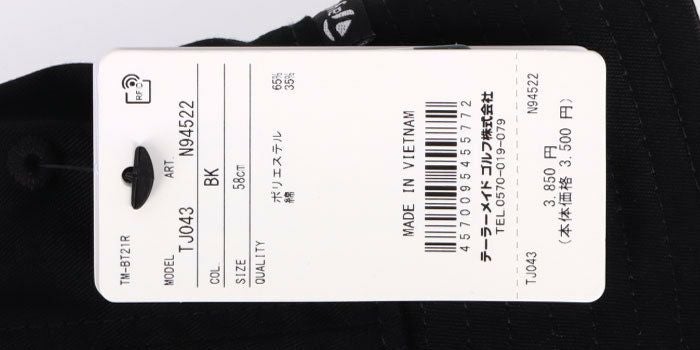 RFID
TM-BT21R
MODEL TJ043 ART. N94522
COL. BK
SIZE 58cm
QUALITY
ポリエステル 65%
綿 35%
MADE IN VIETNAM
4570095455772
テーラーメイド ゴルフ株式会社
TEL.0570-019-079
TJ043 N94522
3,850 円
(本体価格 3,500 円)